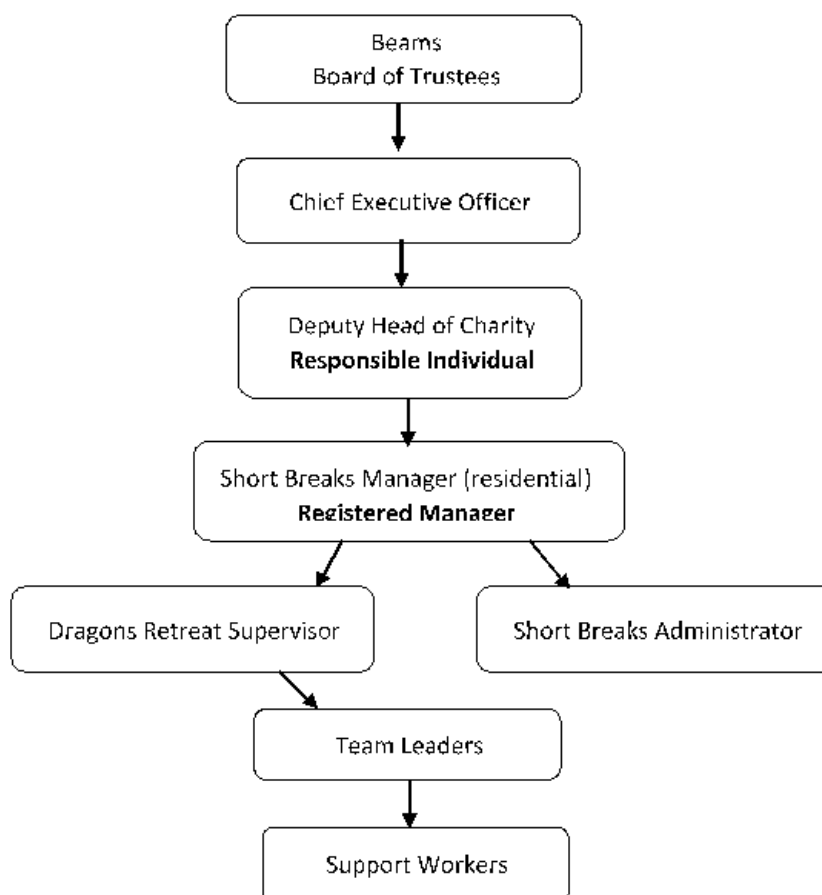 Beams
Board of Trustees
Chief Executive Officer
Deputy Head of Charity
Responsible Individual
Short Breaks Manager (residential)
Registered Manager
Dragons Retreat Supervisor
Short Breaks Administrator
Team Leaders
Support Workers